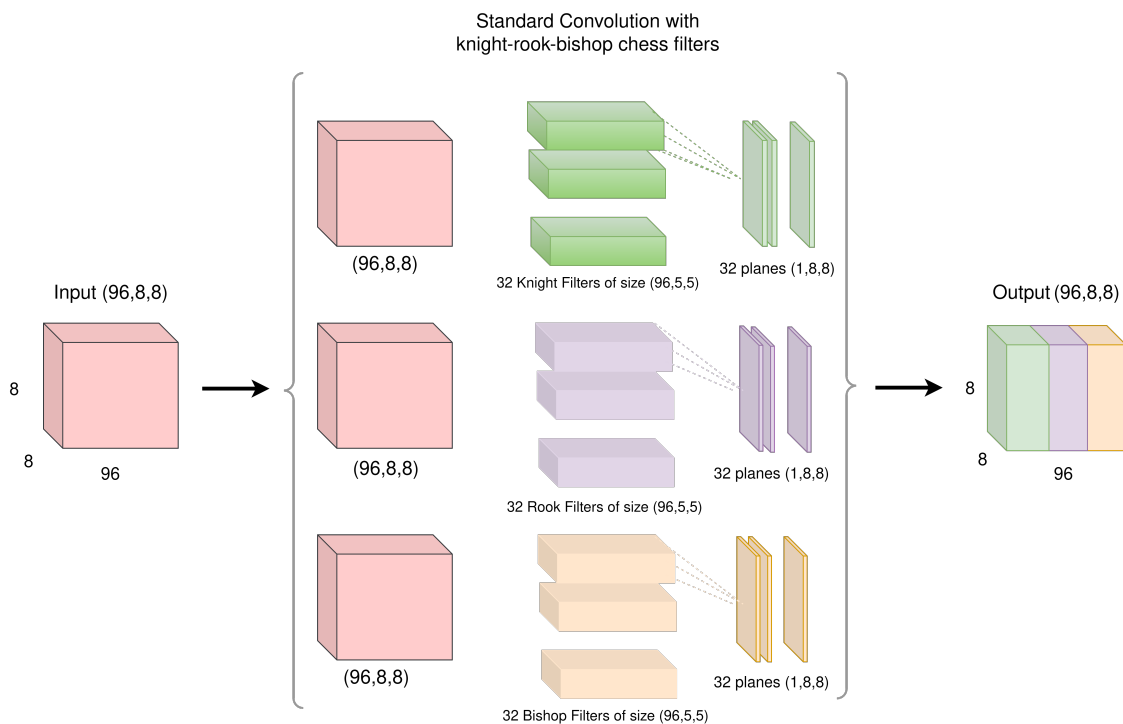 Standard Convolution with
knight-rook-bishop chess filters
Input (96,8,8)
8
8
96
(96,8,8)
32 Knight Filters of size (96,5,5)
32 planes (1,8,8)
(96,8,8)
32 Rook Filters of size (96,5,5)
32 planes (1,8,8)
(96,8,8)
32 Bishop Filters of size (96,5,5)
32 planes (1,8,8)
Output (96,8,8)
8
8
96